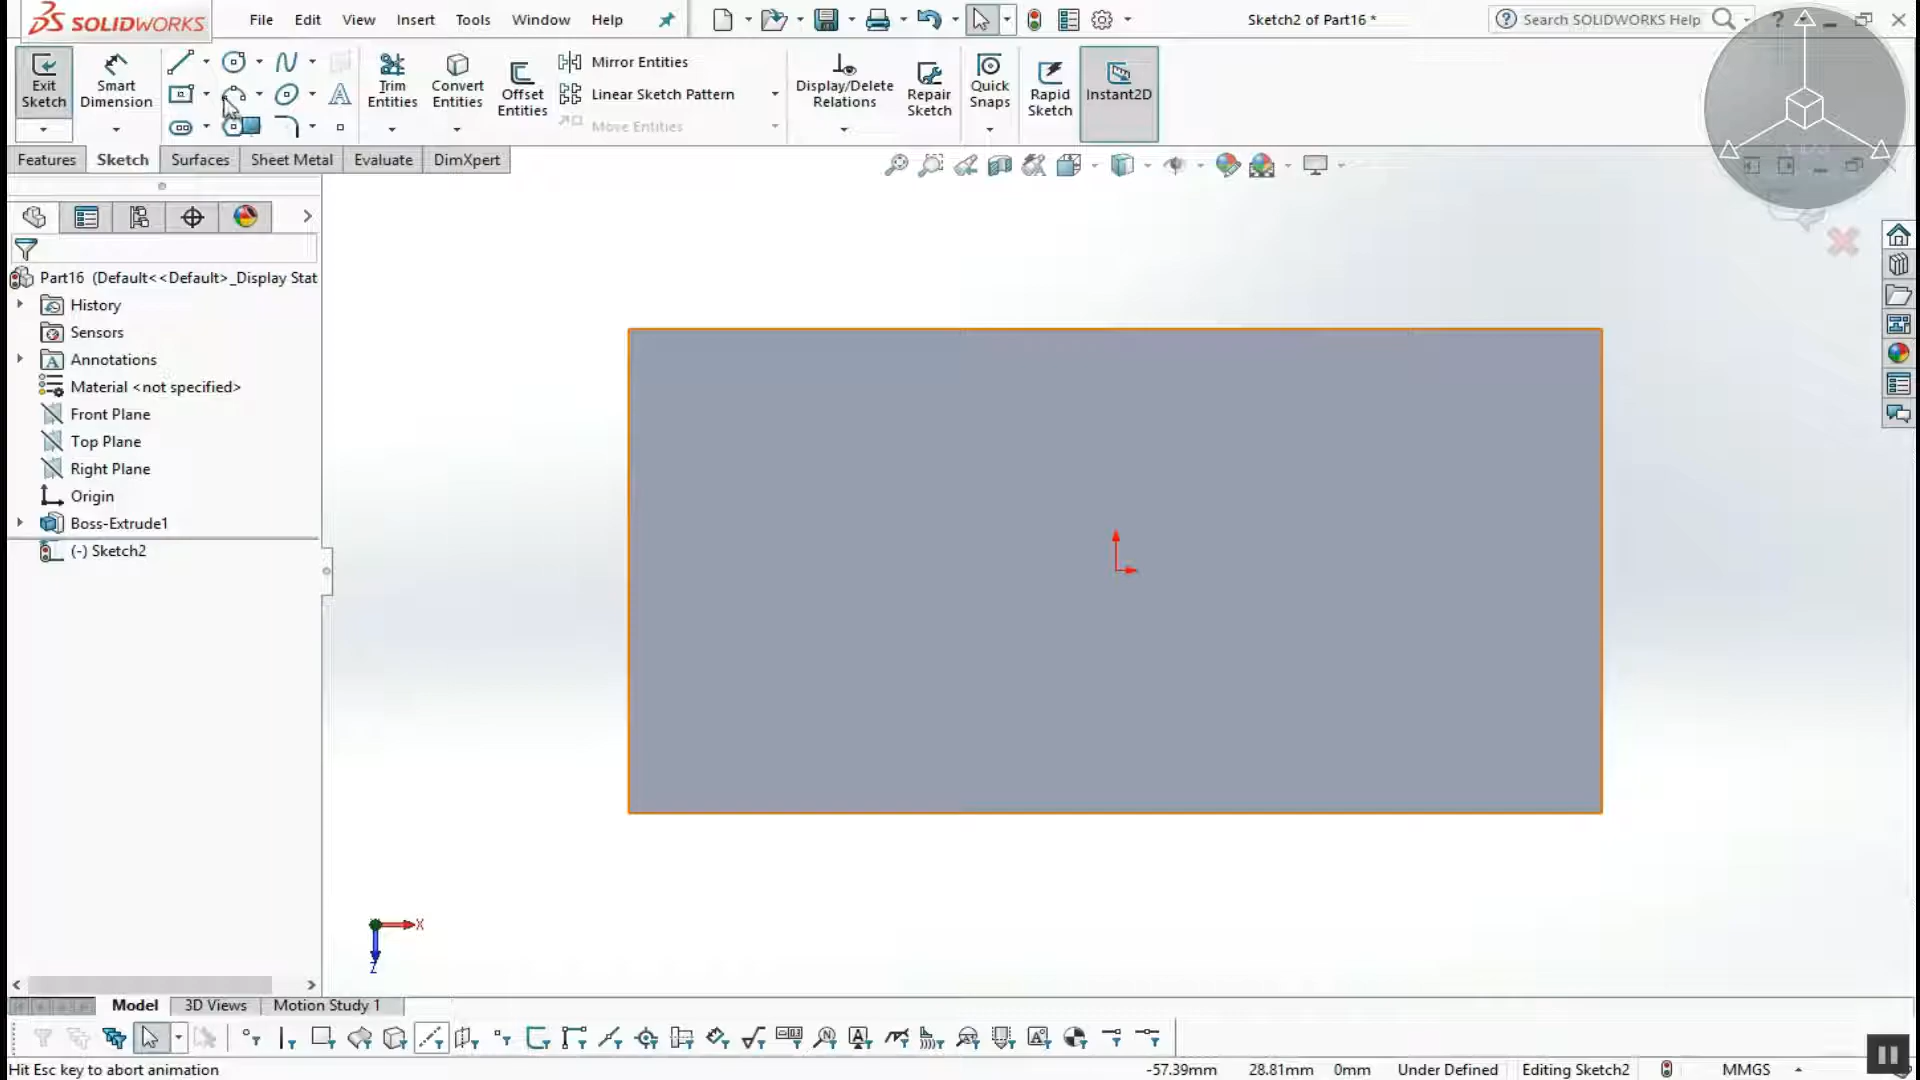 SOLIDWORKS File Edit View Insert Tools Window Help Sketch2 of Part16 * Search SOLIDWORKS Help ?
Exit Sketch
Smart Dimension
Trim Entities
Convert Entities
Offset Entities
Mirror Entities
Linear Sketch Pattern
Move Entities
Display/Delete Relations
Repair Sketch
Quick Snaps
Rapid Sketch
Instant2D
Features Sketch Surfaces Sheet Metal Evaluate DimXpert
Part16 (Default<<Default>_Display Stat
History
Sensors
Annotations
Material <not specified>
Front Plane
Top Plane
Right Plane
Origin
Boss-Extrude1
(-) Sketch2
X
Z
Model 3D Views Motion Study 1
Hit Esc key to abort animation -57.39mm 28.81mm 0mm Under Defined Editing Sketch2 MMGS